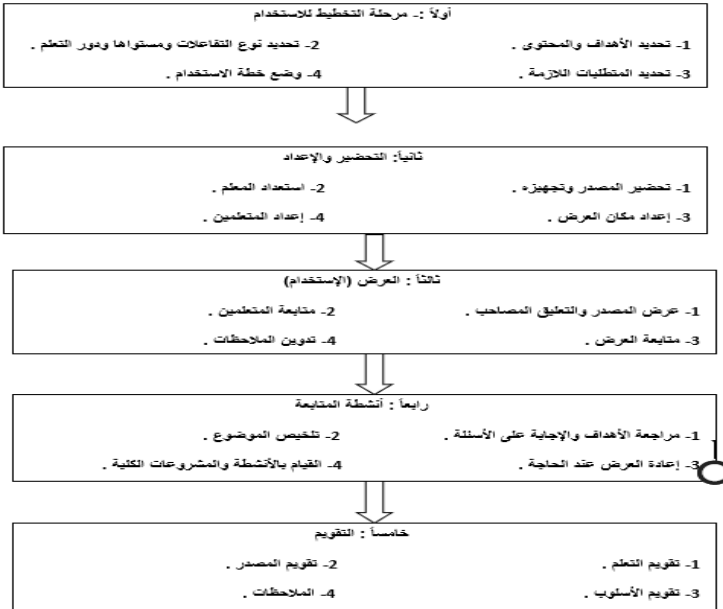 أولاً :- مرحلة التخطيط للاستخدام
1- تحديد الأهداف والمحتوى . 2- تحديد نوع التفاعلات ومستواها ودور التعلم .
3- تحديد المتطلبات اللازمة . 4- وضع خطة الاستخدام .
ثانياً: التحضير والإعداد
1- تحضير المصدر وتجهيزه . 2- استعداد المعلم .
3- إعداد مكان العرض . 4- إعداد المتعلمين .
ثالثاً : العرض (الإستخدام)
1- عرض المصدر والتعليق المصاحب . 2- متابعة المتعلمين .
3- متابعة العرض . 4- تدوين الملاحظات .
رابعاً : أنشطة المتابعة
1- مراجعة الأهداف والإجابة على الأسئلة . 2- تلخيص الموضوع .
3- إعادة العرض عند الحاجة . 4- القيام بالأنشطة والمشروعات الكلية .
خامساً : التقويم
1- تقويم التعلم . 2- تقويم المصدر .
3- تقويم الأسلوب . 4- الملاحظات .